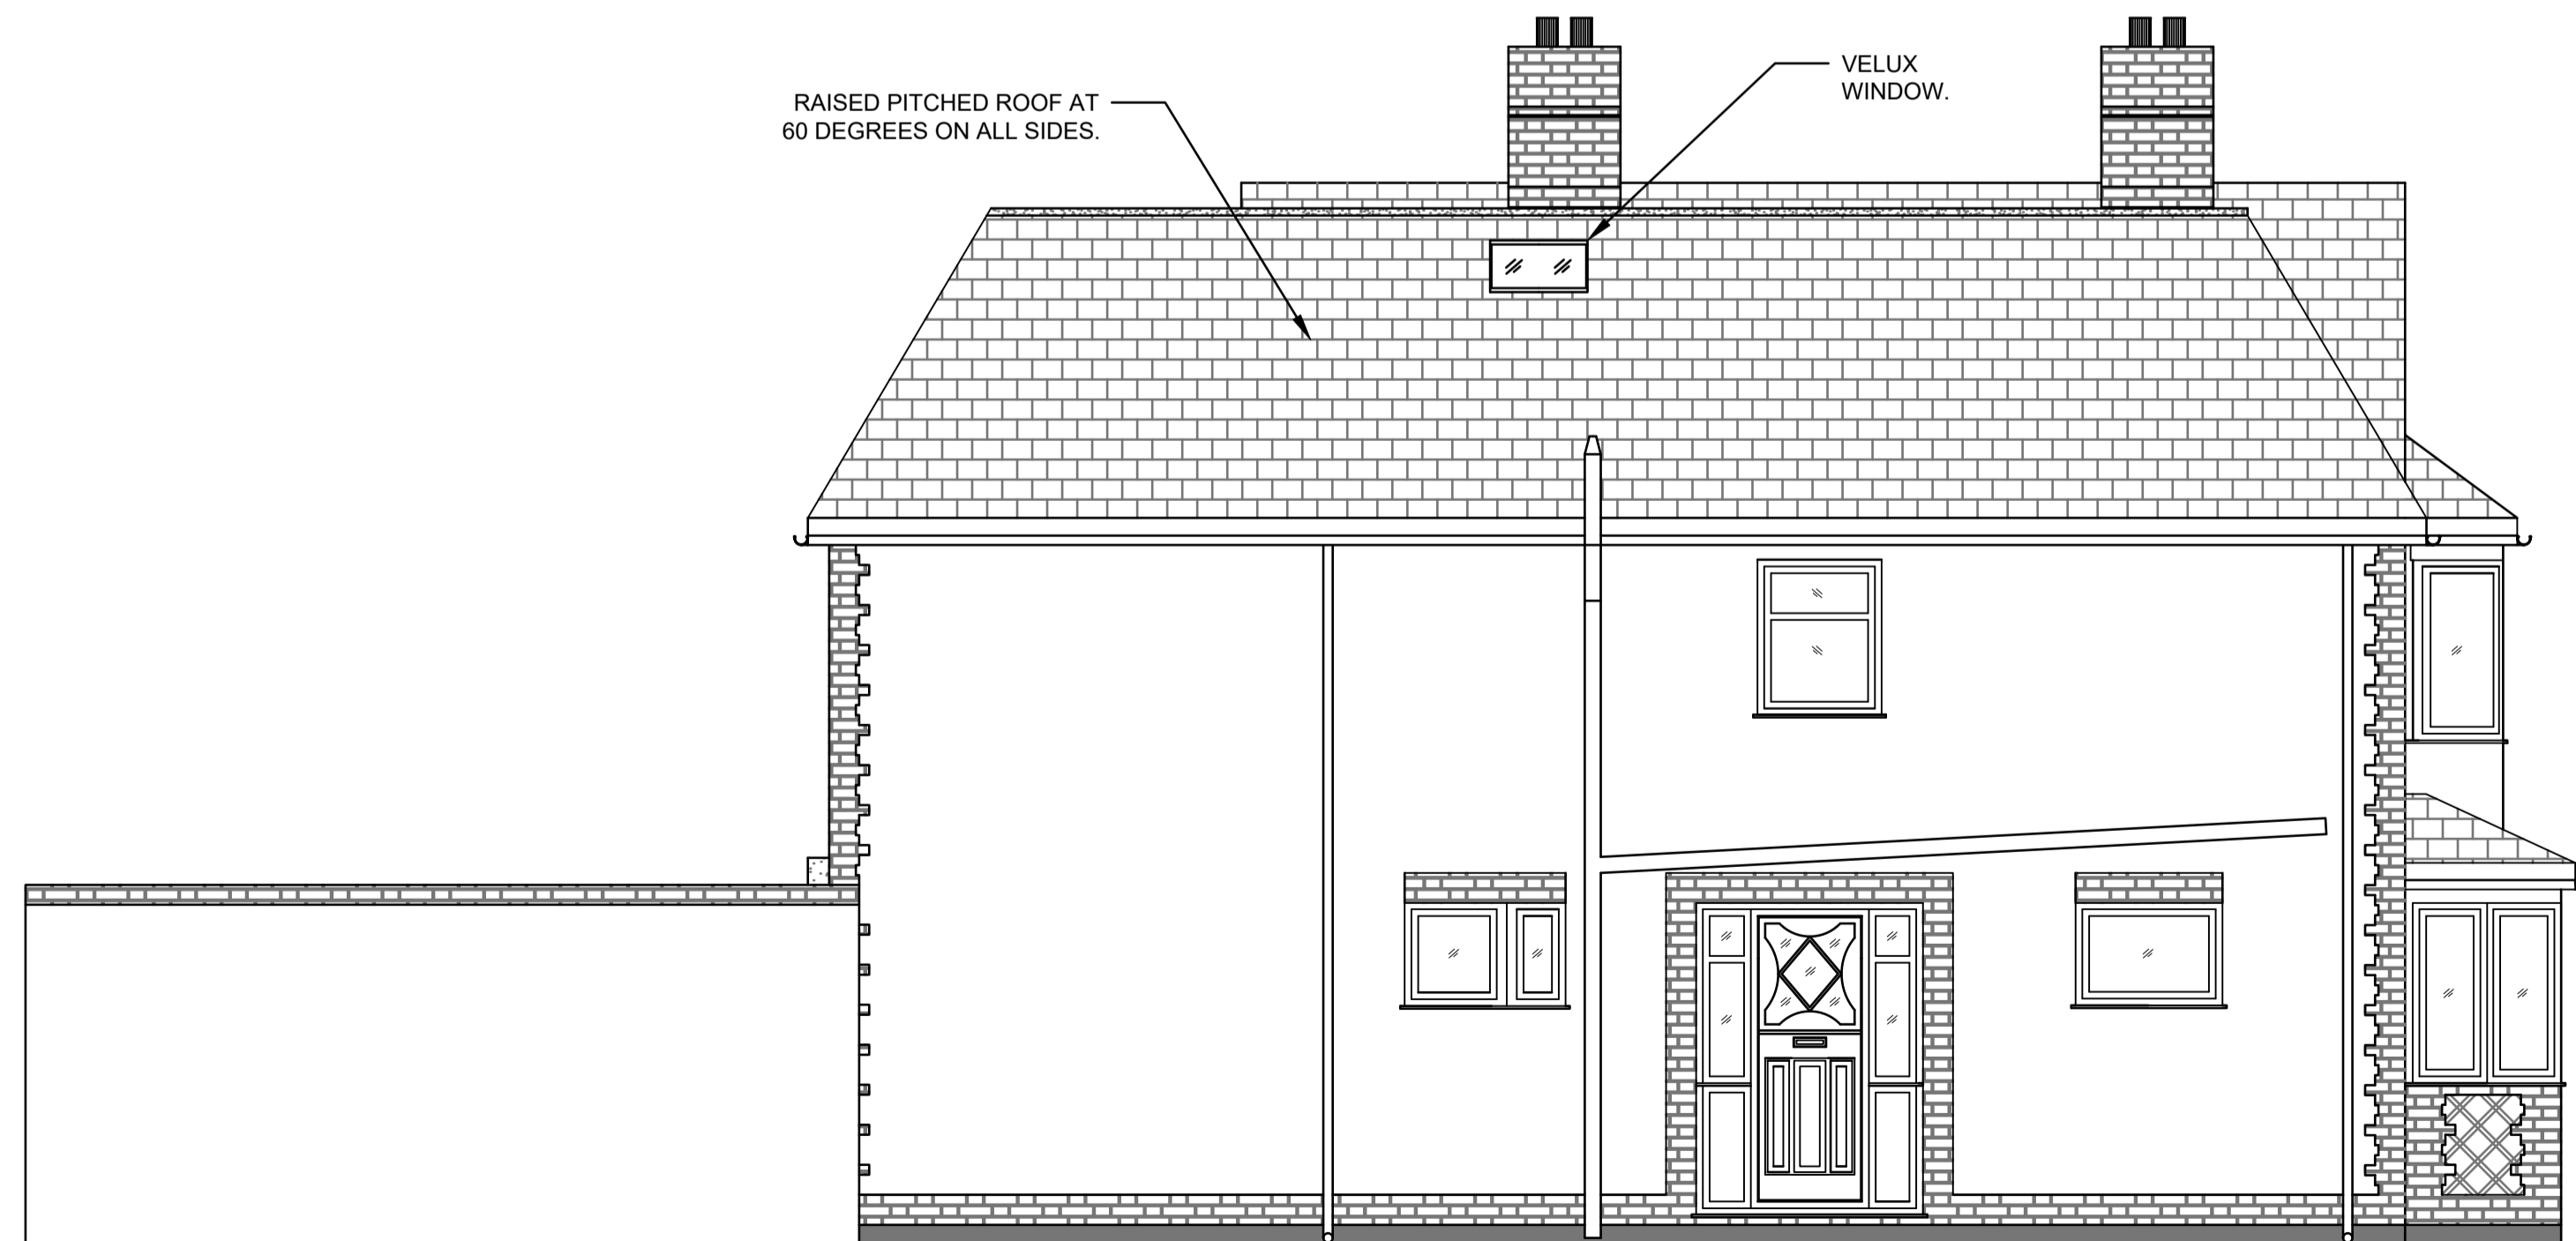 RAISED PITCHED ROOF AT
60 DEGREES ON ALL SIDES.
VELUX
WINDOW.